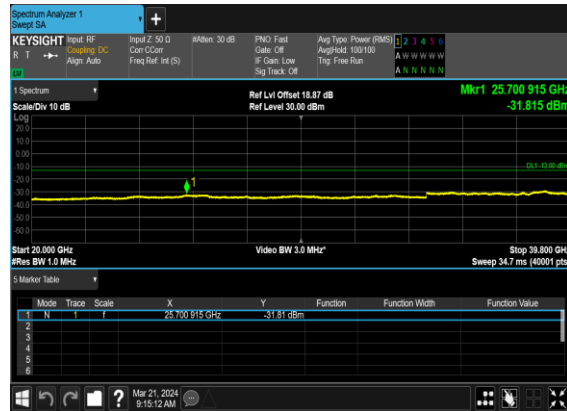 Spectrum Analyzer 1
Swept SA
+
KEYSIGHT Input: RF Input Z: 50 Ω #Atten: 30 dB PNO: Fast Avg Type: Power (RMS) 1 2 3 4 5 6
R T Coupling: DC Corr CCorr Gate: Off Avg|Hold: 100/100 A W W W W W
Align: Auto Freq Ref: Int (S) IF Gain: Low Trig: Free Run
Sig Track: Off A N N N N N
1 Spectrum Ref Lvl Offset 18.87 dB Mkr1 25.700 915 GHz
Scale/Div 10 dB Ref Level 30.00 dBm -31.815 dBm
Log
20.0
10.0
0.00
-10.0
DL1 -13.00 dBm
-20.0
1
-30.0
-40.0
-50.0
-60.0
Start 20.000 GHz Video BW 3.0 MHz* Stop 39.800 GHz
#Res BW 1.0 MHz Sweep 34.7 ms (40001 pts)
5 Marker Table
Mode Trace Scale X Y Function Function Width Function Value
1 N 1 f 25.700 915 GHz -31.81 dBm
2
3
4
5
6
? Mar 21, 2024
9:15:12 AM